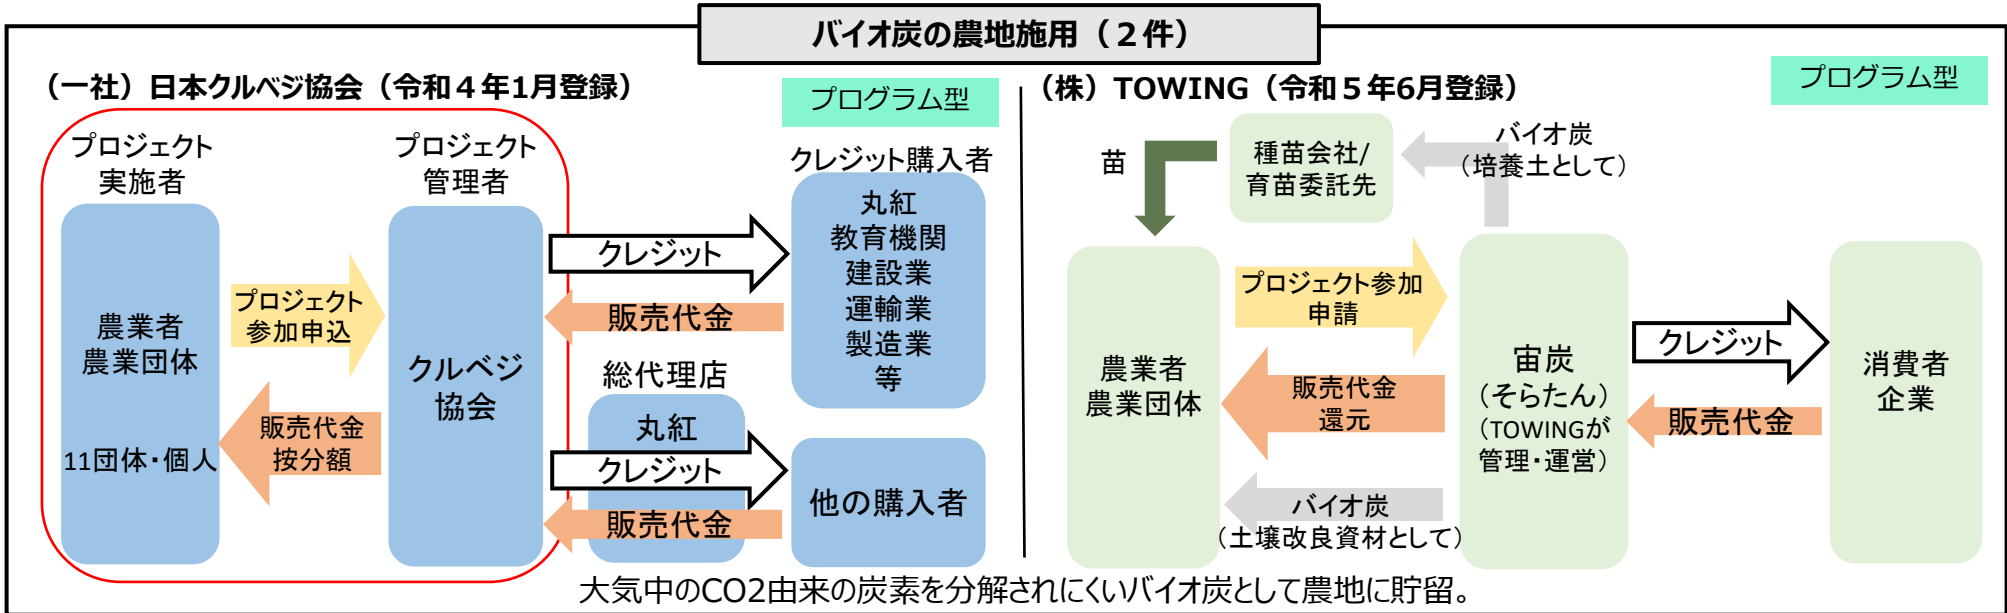 バイオ炭の農地施用（２件）
（一社）日本クルベジ協会（令和４年1月登録）
プログラム型
プロジェクト
実施者
プロジェクト
管理者
クレジット購入者
農業者
農業団体
11団体・個人
プロジェクト
参加申込
販売代金
按分額
クルベジ
協会
クレジット
販売代金
丸紅
教育機関
建設業
運輸業
製造業
等
総代理店
丸紅
クレジット
販売代金
他の購入者
（株）TOWING（令和５年6月登録）
プログラム型
苗
種苗会社/
育苗委託先
バイオ炭
（培養土として）
農業者
農業団体
プロジェクト参加
申請
販売代金
還元
バイオ炭
（土壌改良資材として）
宙炭
（そらたん）
（TOWINGが
管理・運営）
クレジット
販売代金
消費者
企業
大気中のCO2由来の炭素を分解されにくいバイオ炭として農地に貯留。